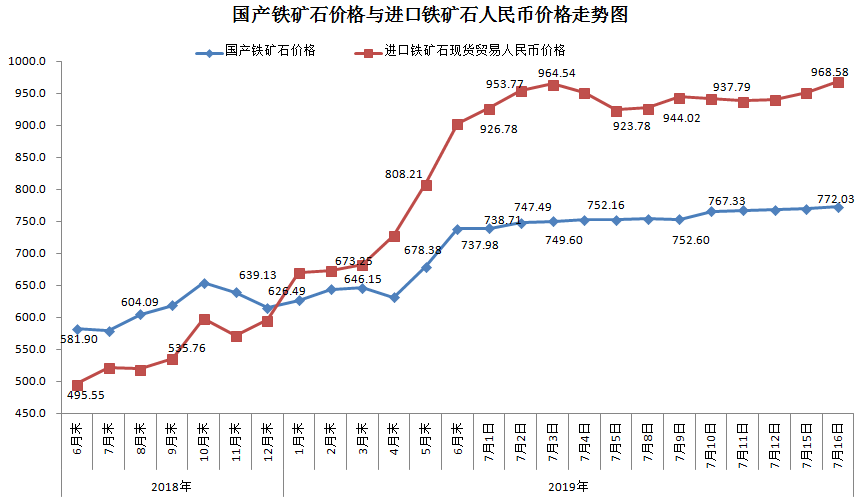 国产铁矿石价格与进口铁矿石人民币价格走势图
国产铁矿石价格 进口铁矿石现货贸易人民币价格
1000.0
950.0
900.0
850.0
800.0
750.0
700.0
650.0
600.0
550.0
500.0
450.0
581.90
604.09
639.13
626.49
646.15
678.38
737.98
738.71
747.49
749.60
752.16
752.60
767.33
772.03
495.55
535.76
673.25
808.21
926.78
953.77
964.54
923.78
944.02
937.79
968.58
6月末
7月末
8月末
9月末
10月末
11月末
12月末
1月末
2月末
3月末
4月末
5月末
6月末
7月1日
7月2日
7月3日
7月4日
7月5日
7月8日
7月9日
7月10日
7月11日
7月12日
7月15日
7月16日
2018年 2019年